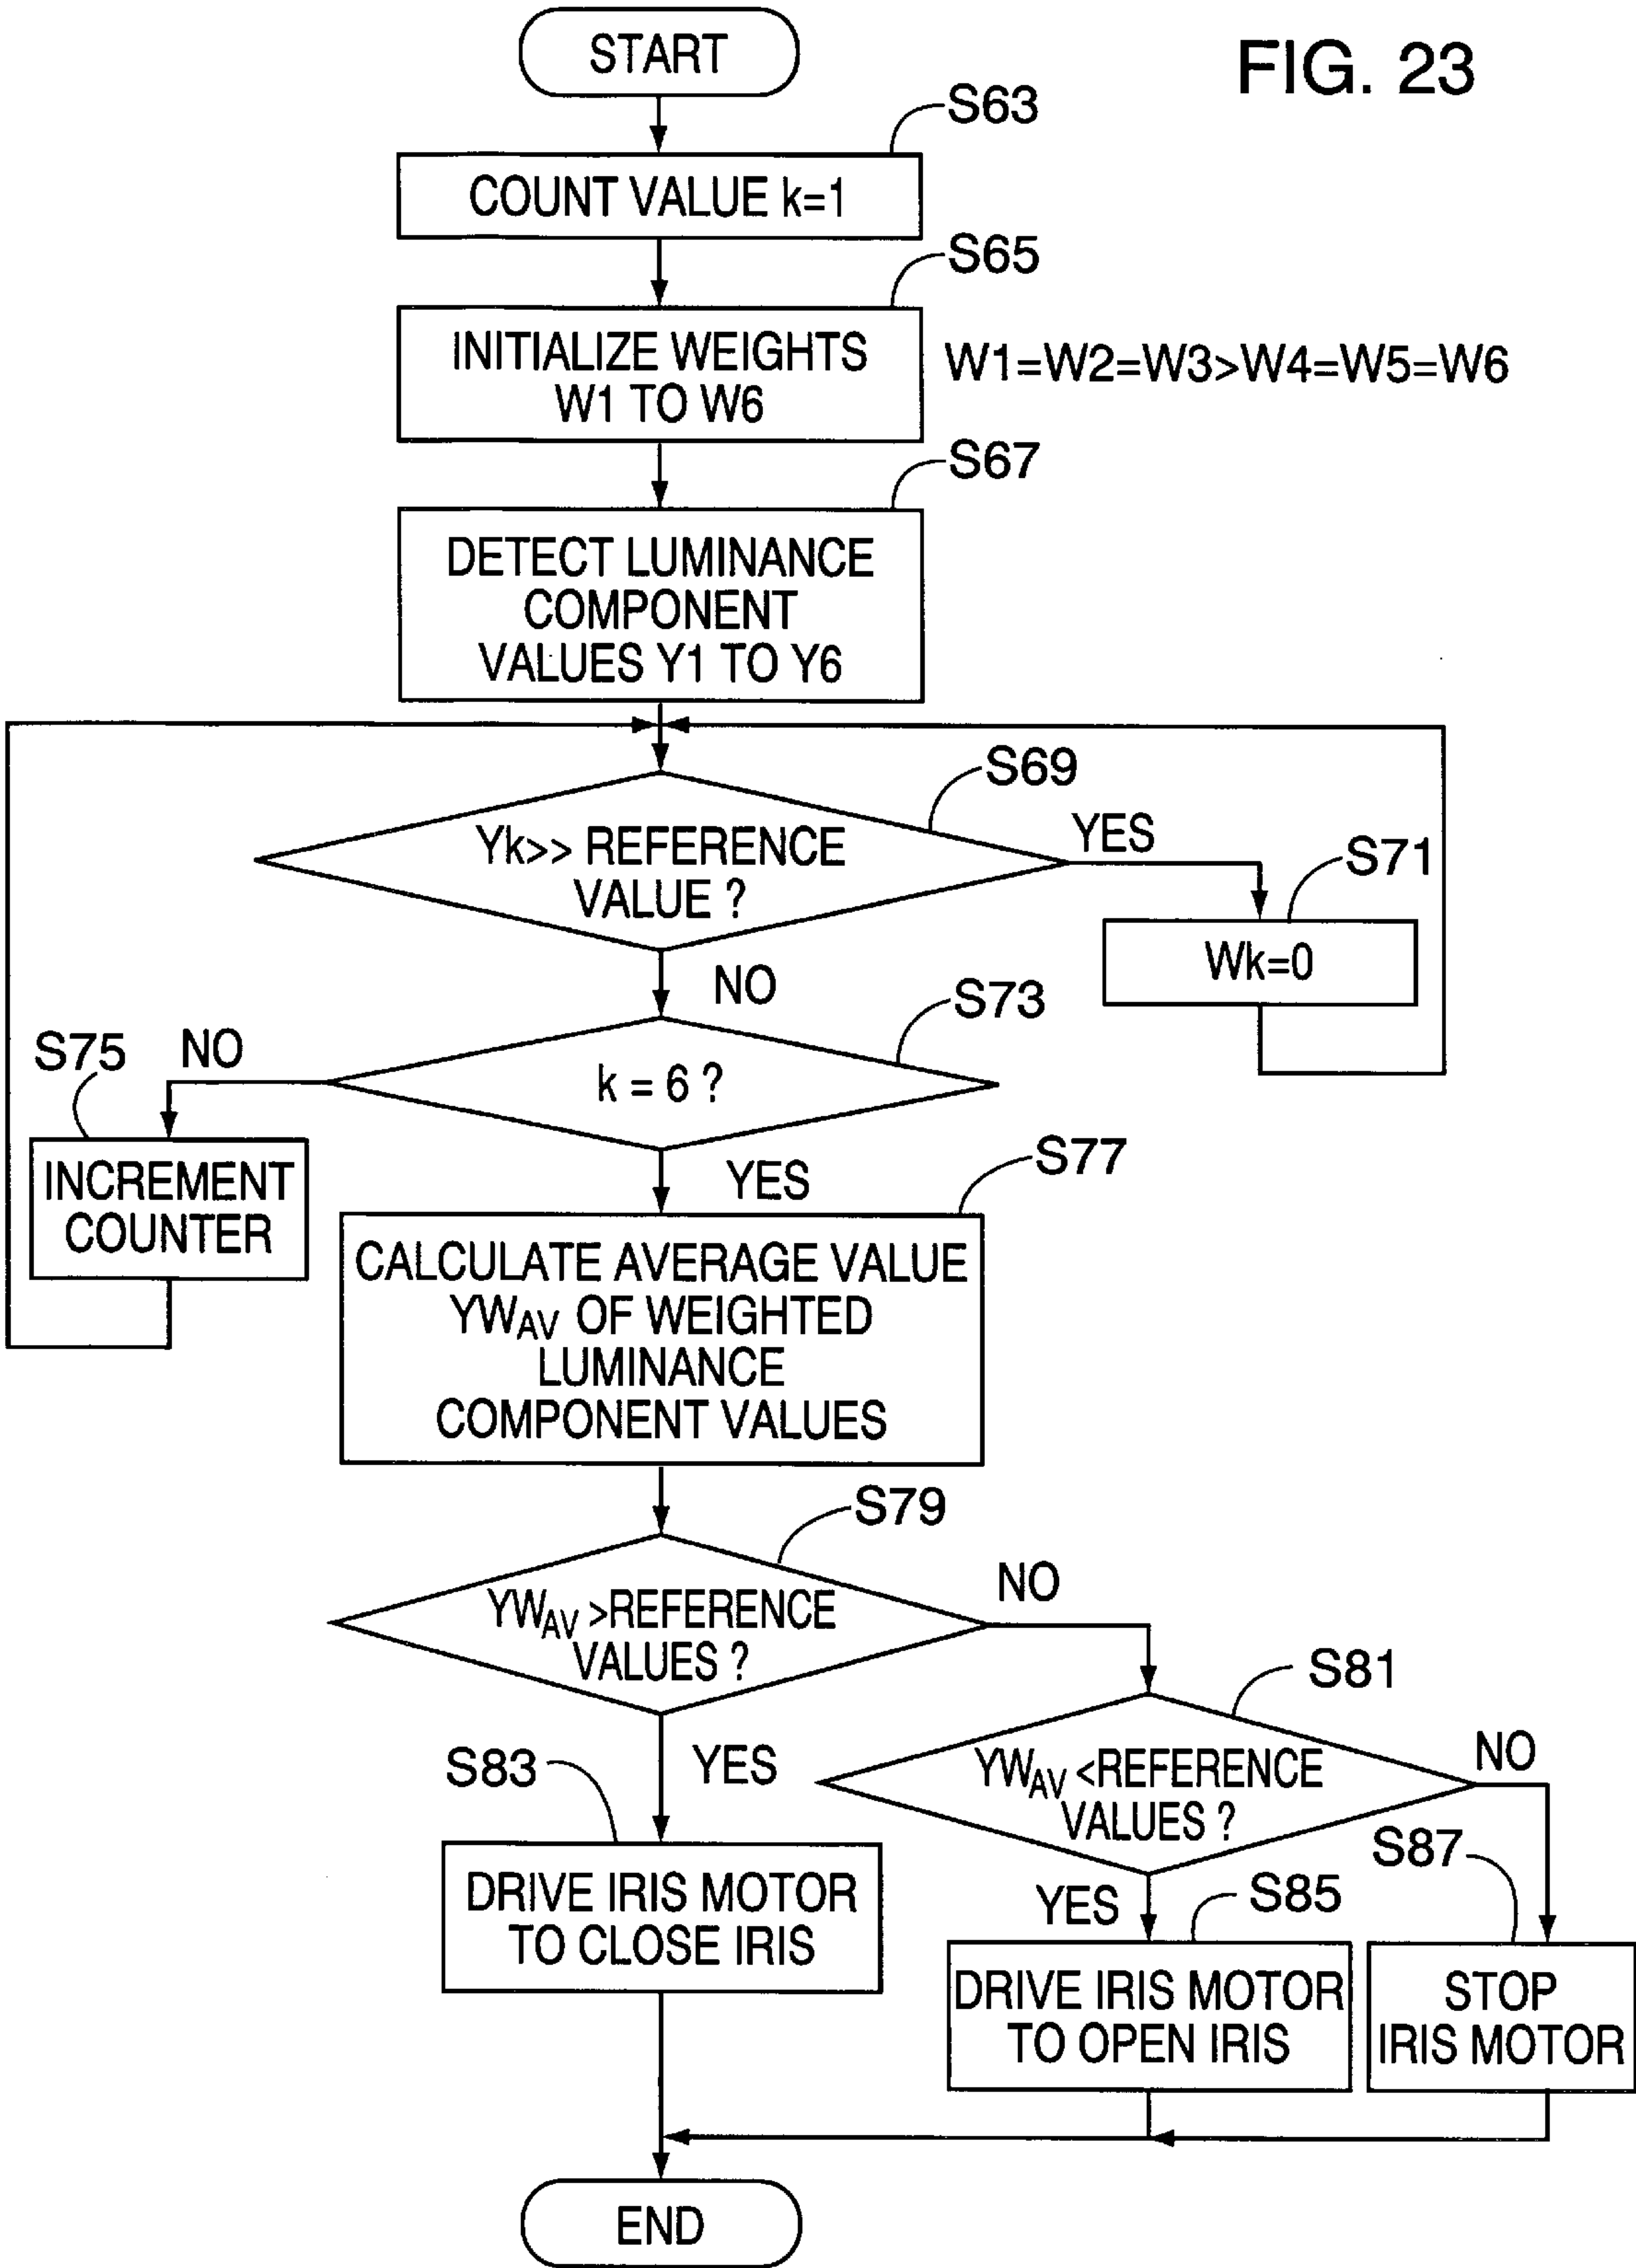 START
FIG. 23
S63
COUNT VALUE k=1
S65
INITIALIZE WEIGHTS
W1 TO W6
W1=W2=W3>W4=W5=W6
S67
DETECT LUMINANCE
COMPONENT
VALUES Y1 TO Y6
S69
Yk>> REFERENCE
VALUE ?
YES
S71
Wk=0
NO
S73
k = 6 ?
NO
S75
INCREMENT
COUNTER
YES
S77
CALCULATE AVERAGE VALUE
YWAV OF WEIGHTED
LUMINANCE
COMPONENT VALUES
S79
YWAV >REFERENCE
VALUES ?
NO
S81
YWAV <REFERENCE
VALUES ?
NO
YES
S83
DRIVE IRIS MOTOR
TO CLOSE IRIS
YES
S85
DRIVE IRIS MOTOR
TO OPEN IRIS
S87
STOP
IRIS MOTOR
END